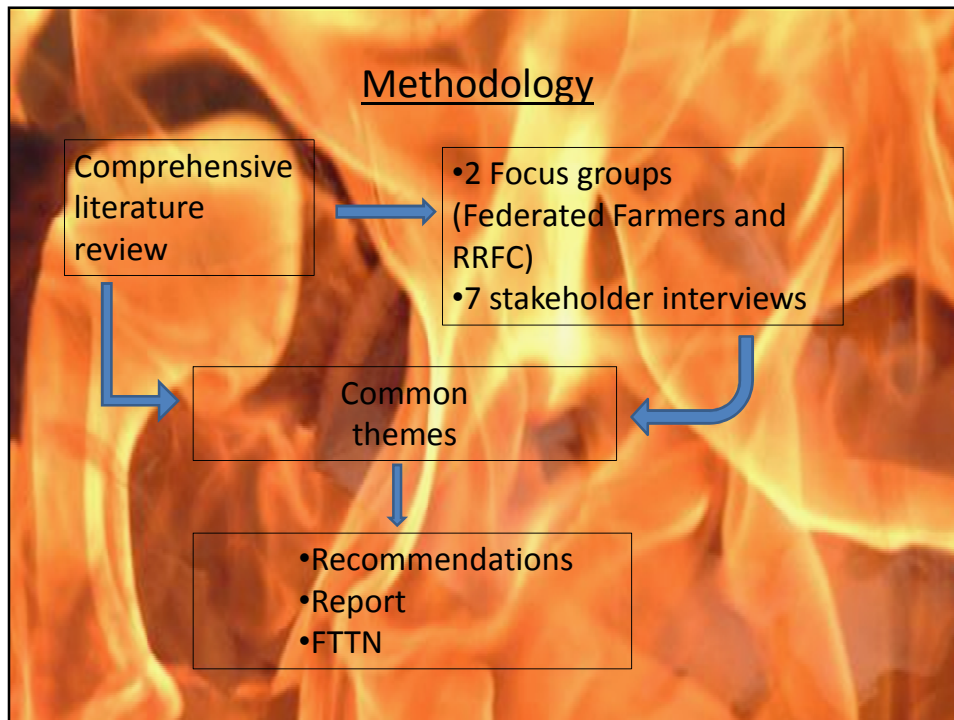 Methodology
Comprehensive
literature
review
•2 Focus groups
(Federated Farmers and
RRFC)
•7 stakeholder interviews
Common
themes
•Recommendations
•Report
•FTTN